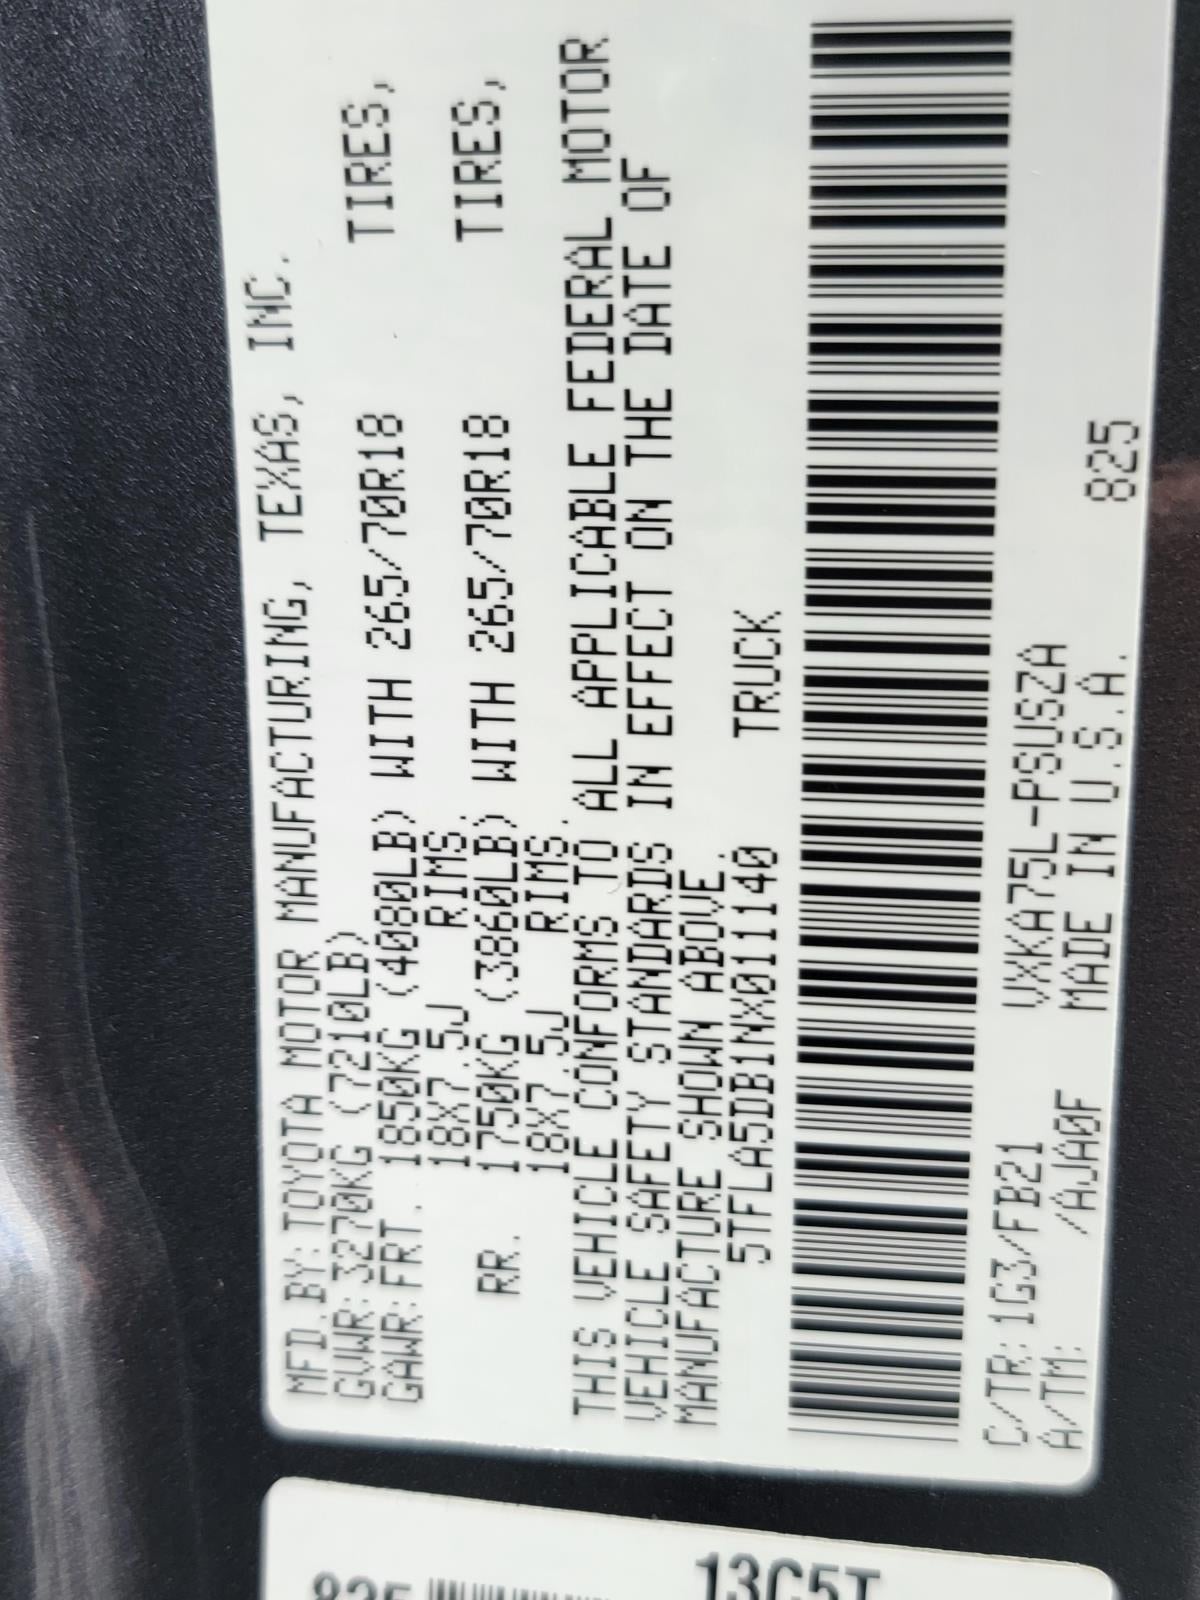 MFD.BY:TOYOTA MOTOR MANUFACTURING, TEXAS, INC.
GVWR:3270KG (7210LB)
GAWR:FRT. 1850KG (4080LB) WITH 265/70R18 TIRES,
18X7.5J RIMS.
RR. 1750KG (3860LB) WITH 265/70R18 TIRES,
18X7.5J RIMS.
THIS VEHICLE CONFORMS TO ALL APPLICABLE FEDERAL MOTOR
VEHICLE SAFETY STANDARDS IN EFFECT ON THE DATE OF
MANUFACTURE SHOWN ABOVE.
5TFLA5DB1NX011140 TRUCK
C/TR: 1G3/FB21 VXKA75L-PSUSZA
A/TM: /AJA0F MADE IN U.S.A. 825
825 13C5T